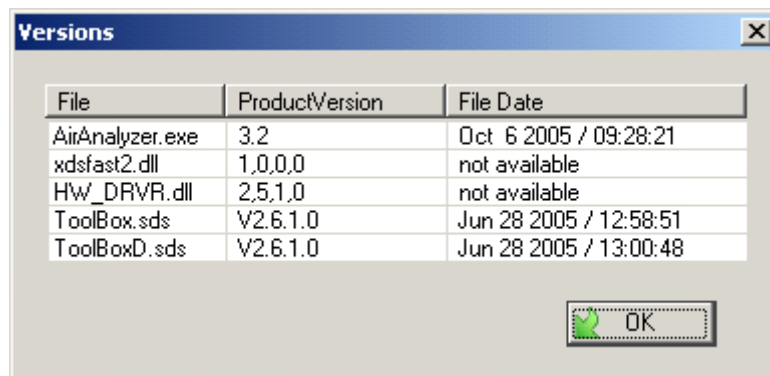 Versions
File ProductVersion File Date
AirAnalyzer.exe 3.2 Oct 6 2005 / 09:28:21
xdsfast2.dll 1,0,0,0 not available
HW_DRVR.dll 2,5,1,0 not available
ToolBox.sds V2.6.1.0 Jun 28 2005 / 12:58:51
ToolBoxD.sds V2.6.1.0 Jun 28 2005 / 13:00:48
OK